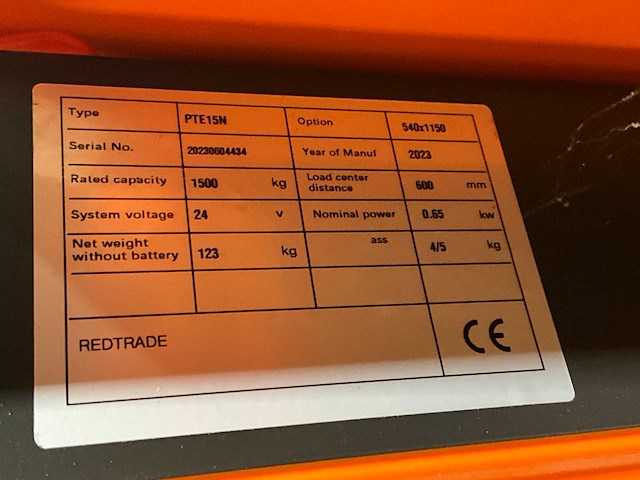 Type PTE15N Option 540x1150
Serial No. 20230604434 Year of Manuf 2023
Rated capacity 1500 kg Load center
distance 600 mm
System voltage 24 v Nominal power 0.65 kw
Net weight
without battery 123 kg ass 4/5 kg
REDTRADE CE